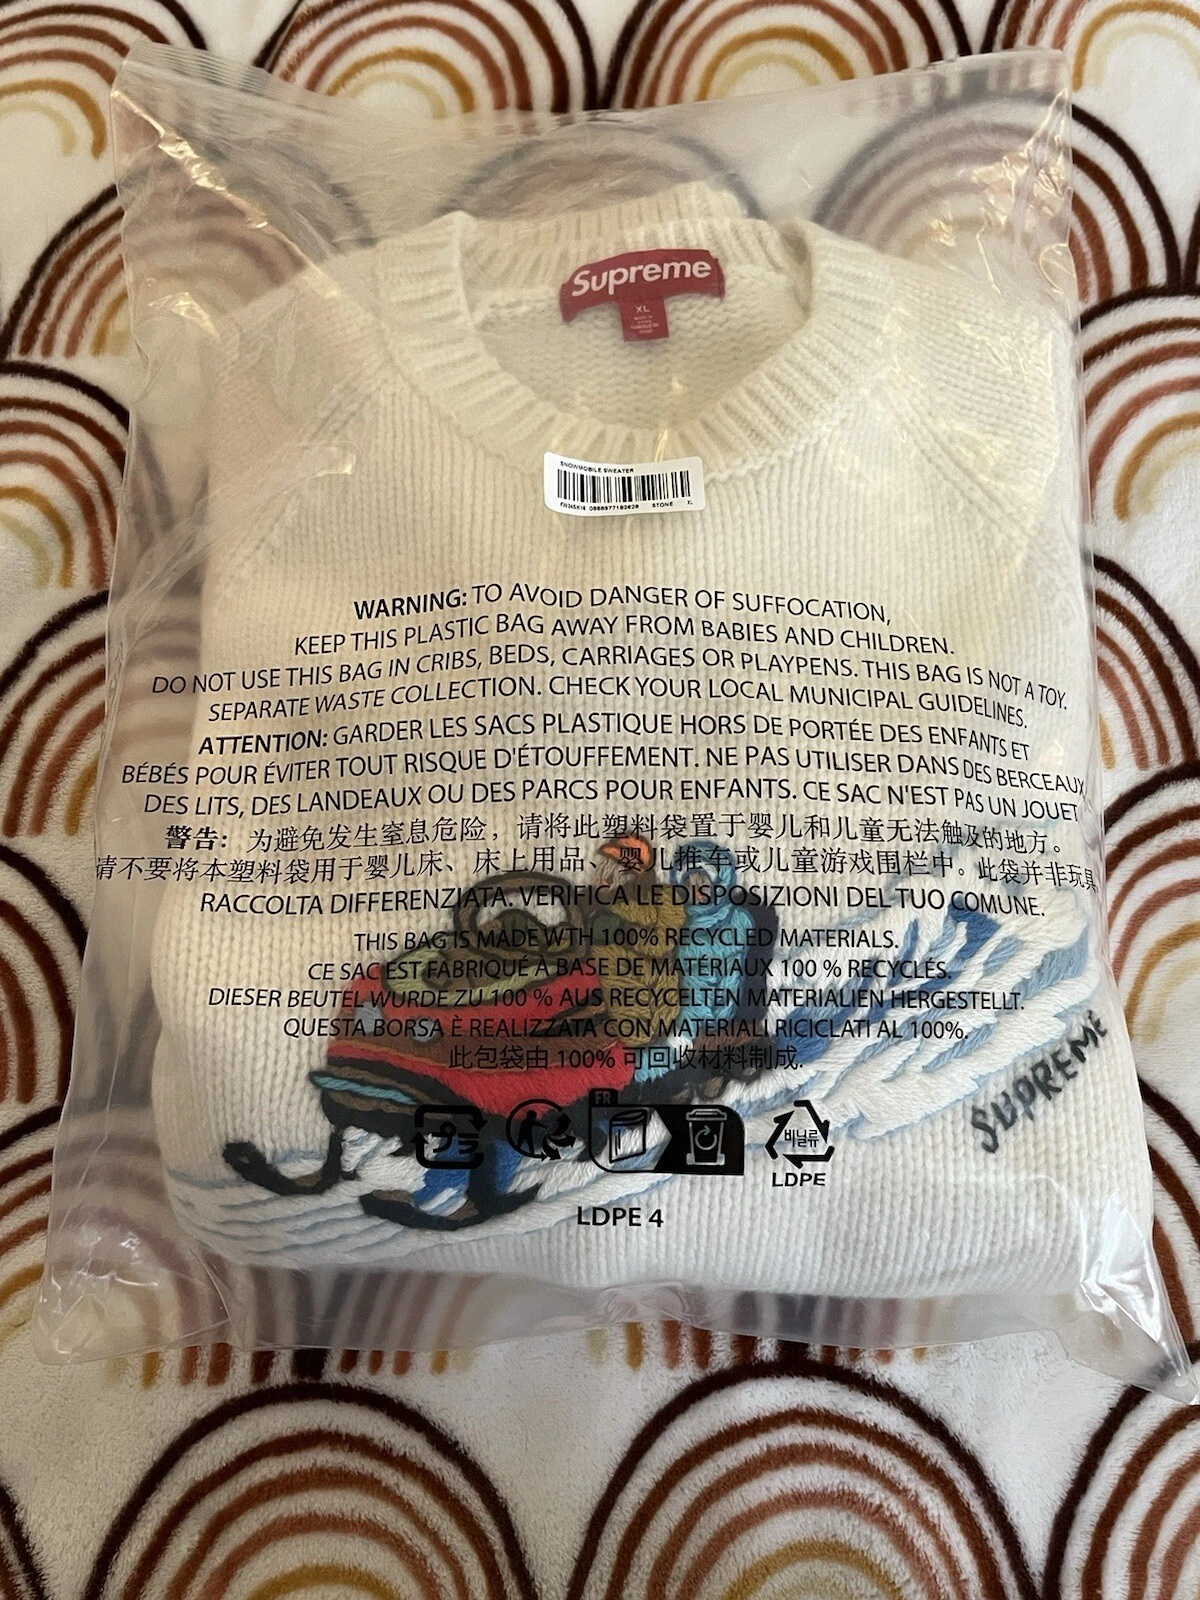 Supreme
XL
SNOWMOBILE SWEATER
STONE XL
WARNING: TO AVOID DANGER OF SUFFOCATION,
KEEP THIS PLASTIC BAG AWAY FROM BABIES AND CHILDREN.
DO NOT USE THIS BAG IN CRIBS, BEDS, CARRIAGES OR PLAYPENS. THIS BAG IS NOT A TOY.
SEPARATE WASTE COLLECTION. CHECK YOUR LOCAL MUNICIPAL GUIDELINES.
ATTENTION: GARDER LES SACS PLASTIQUE HORS DE PORTÉE DES ENFANTS ET
BÉBÉS POUR ÉVITER TOUT RISQUE D'ÉTOUFFEMENT. NE PAS UTILISER DANS DES BERCEAUX
DES LITS, DES LANDEAUX OU DES PARCS POUR ENFANTS. CE SAC N'EST PAS UN JOUET
警告: 为避免发生窒息危险，请将此塑料袋置于婴儿和儿童无法触及的地方。
请不要将本塑料袋用于婴儿床、床上用品、婴儿推车或儿童游戏围栏中。此袋并非玩具
RACCOLTA DIFFERENZIATA. VERIFICA LE DISPOSIZIONI DEL TUO COMUNE.
THIS BAG IS MADE WTH 100% RECYCLED MATERIALS.
CE SAC EST FABRIQUÉ À BASE DE MATÉRIAUX 100 % RECYCLÉS.
DIESER BEUTEL WURDE ZU 100 % AUS RECYCELTEN MATERIALIEN HERGESTELLT.
QUESTA BORSA È REALIZZATA CON MATERIALI RICICLATI AL 100%.
此包袋由 100% 可回收材料制成.
SUPREME
FR
プラ
비닐류
LDPE
LDPE 4